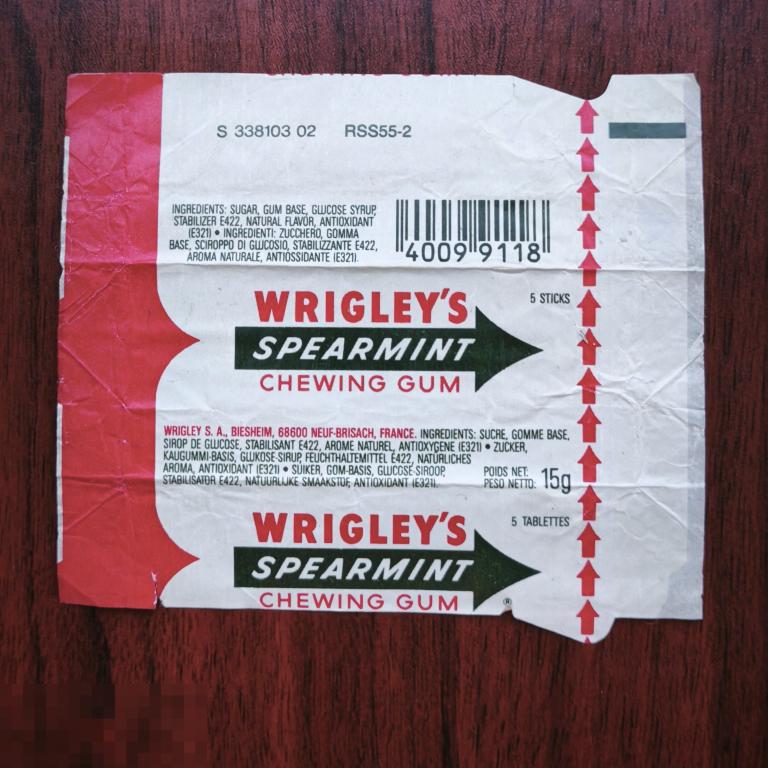 S 338103 02 RSS55-2
INGREDIENTS: SUGAR, GUM BASE, GLUCOSE SYRUP,
STABILIZER E422, NATURAL FLAVOR, ANTIOXIDANT
(E321) • INGREDIENTI: ZUCCHERO, GOMMA
BASE, SCIROPPO DI GLUCOSIO, STABILIZZANTE E422,
AROMA NATURALE, ANTIOSSIDANTE (E321).
4009 9118
WRIGLEY'S
5 STICKS
SPEARMINT
CHEWING GUM
WRIGLEY S. A., BIESHEIM, 68600 NEUF-BRISACH, FRANCE. INGREDIENTS: SUCRE, GOMME BASE,
SIROP DE GLUCOSE, STABILISANT E422, AROME NATUREL, ANTIOXYGENE (E321) • ZUCKER,
KAUGUMMI-BASIS, GLUKOSE-SIRUP, FEUCHTHALTEMITTEL E422, NATÜRLICHES
AROMA, ANTIOXIDANT (E321) • SUIKER, GOM-BASIS, GLUCOSE-SIROOP,
STABILISATOR E422, NATUURLIJKE SMAAKSTOF, ANTIOXIDANT (E321).
POIDS NET:
PESO NETTO: 15g
WRIGLEY'S
5 TABLETTES
SPEARMINT
CHEWING GUM ®